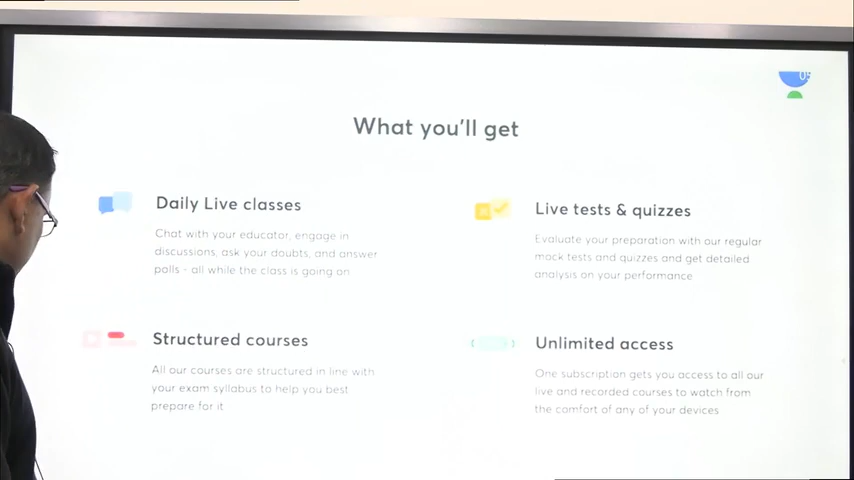 05
What you'll get
Daily Live classes
Chat with your educator, engage in
discussions, ask your doubts, and answer
polls - all while the class is going on
Live tests & quizzes
Evaluate your preparation with our regular
mock tests and quizzes and get detailed
analysis on your performance
Structured courses
All our courses are structured in line with
your exam syllabus to help you best
prepare for it
Unlimited access
One subscription gets you access to all our
live and recorded courses to watch from
the comfort of any of your devices